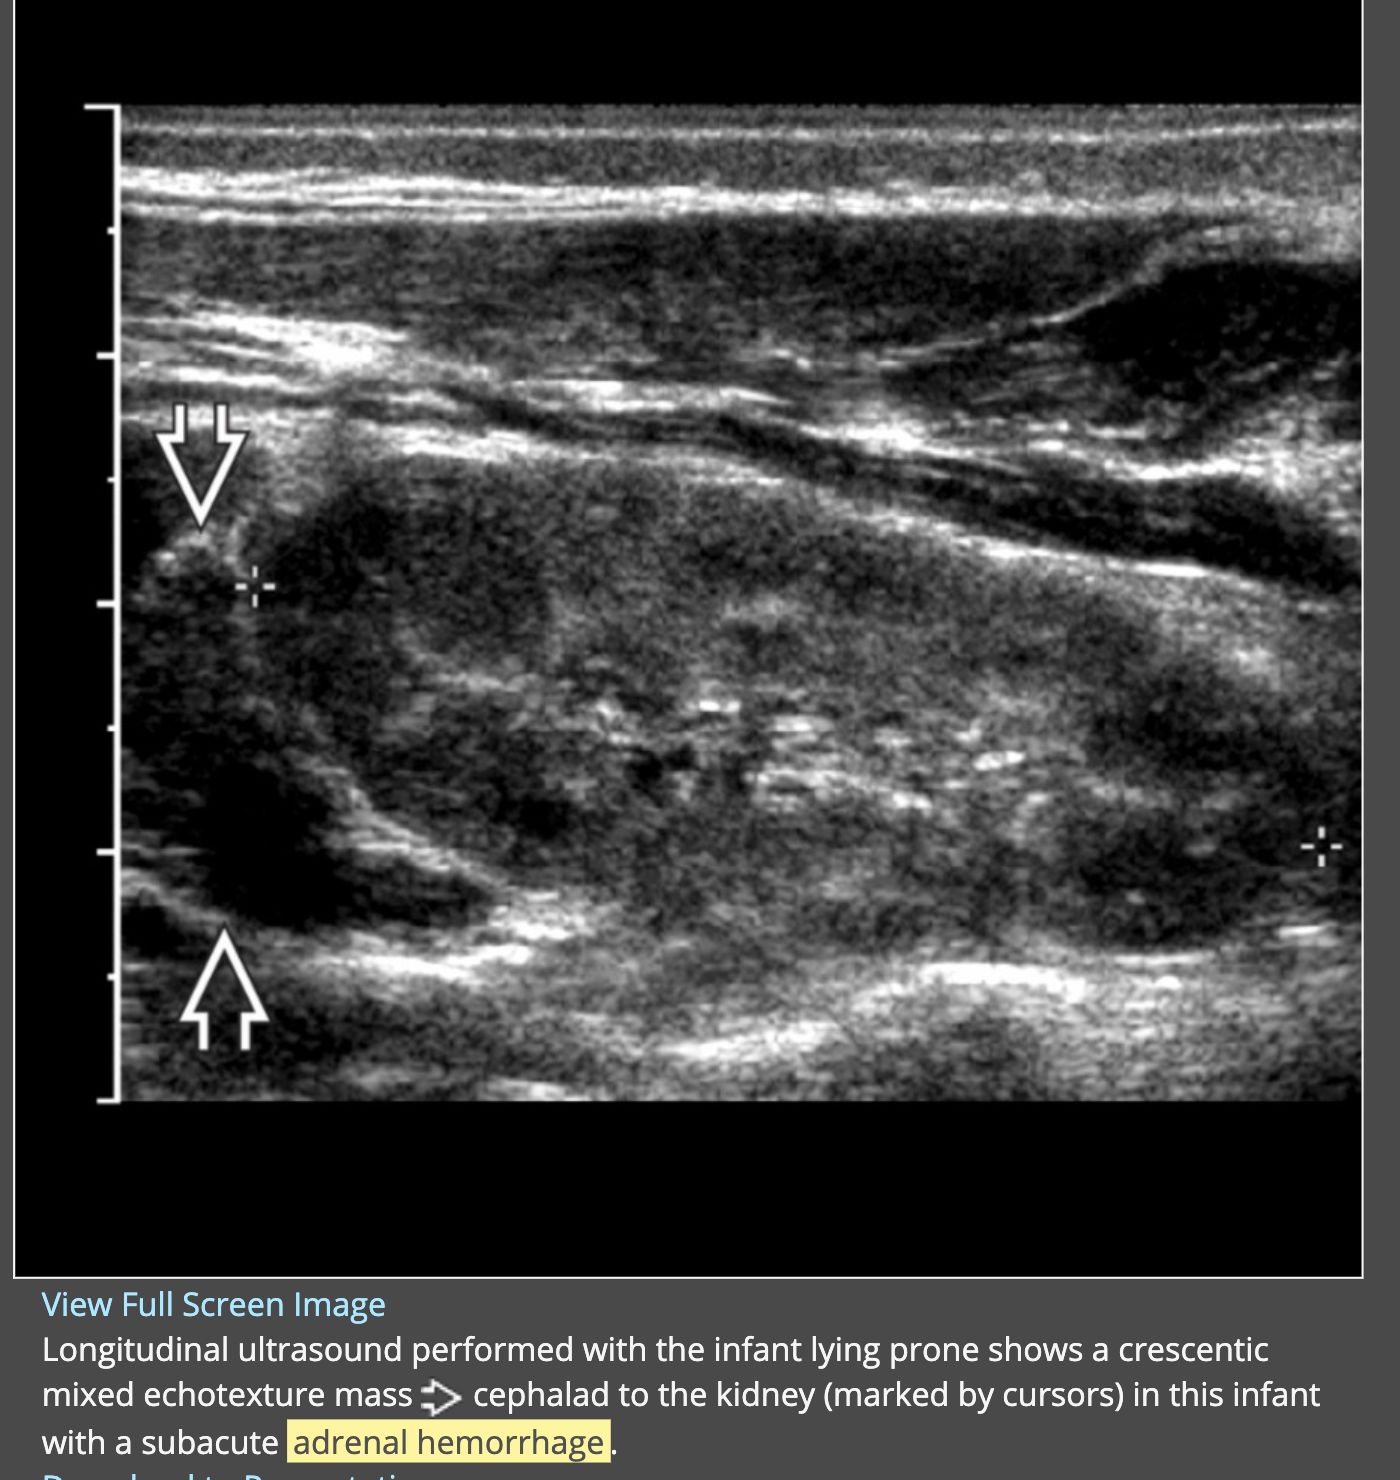 View Full Screen Image
Longitudinal ultrasound performed with the infant lying prone shows a crescentic
mixed echotexture mass cephalad to the kidney (marked by cursors) in this infant
with a subacute adrenal hemorrhage.